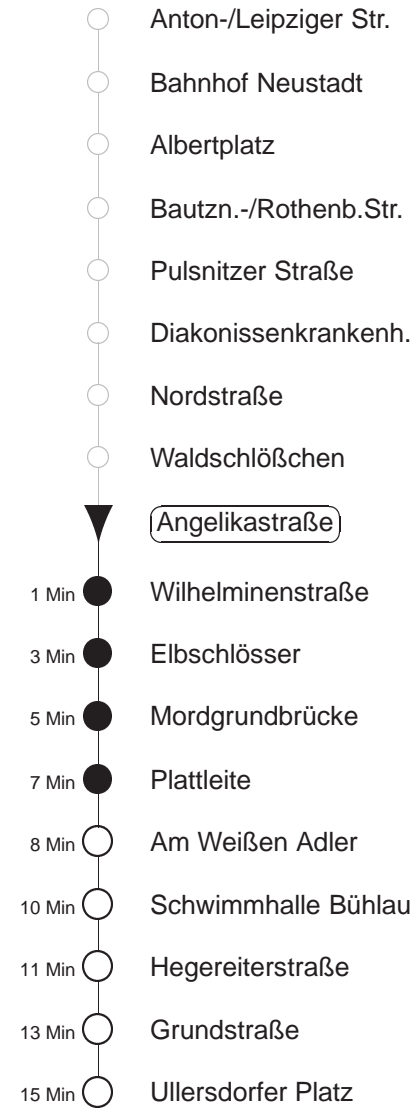 Anton-/Leipziger Str.
Bahnhof Neustadt
Albertplatz
Bautzn.-/Rothenb.Str.
Pulsnitzer Straße
Diakonissenkrankenh.
Nordstraße
Waldschlößchen
Angelikastraße
1 Min Wilhelminenstraße
3 Min Elbschlösser
5 Min Mordgrundbrücke
7 Min Plattleite
8 Min Am Weißen Adler
10 Min Schwimmhalle Bühlau
11 Min Hegereiterstraße
13 Min Grundstraße
15 Min Ullersdorfer Platz